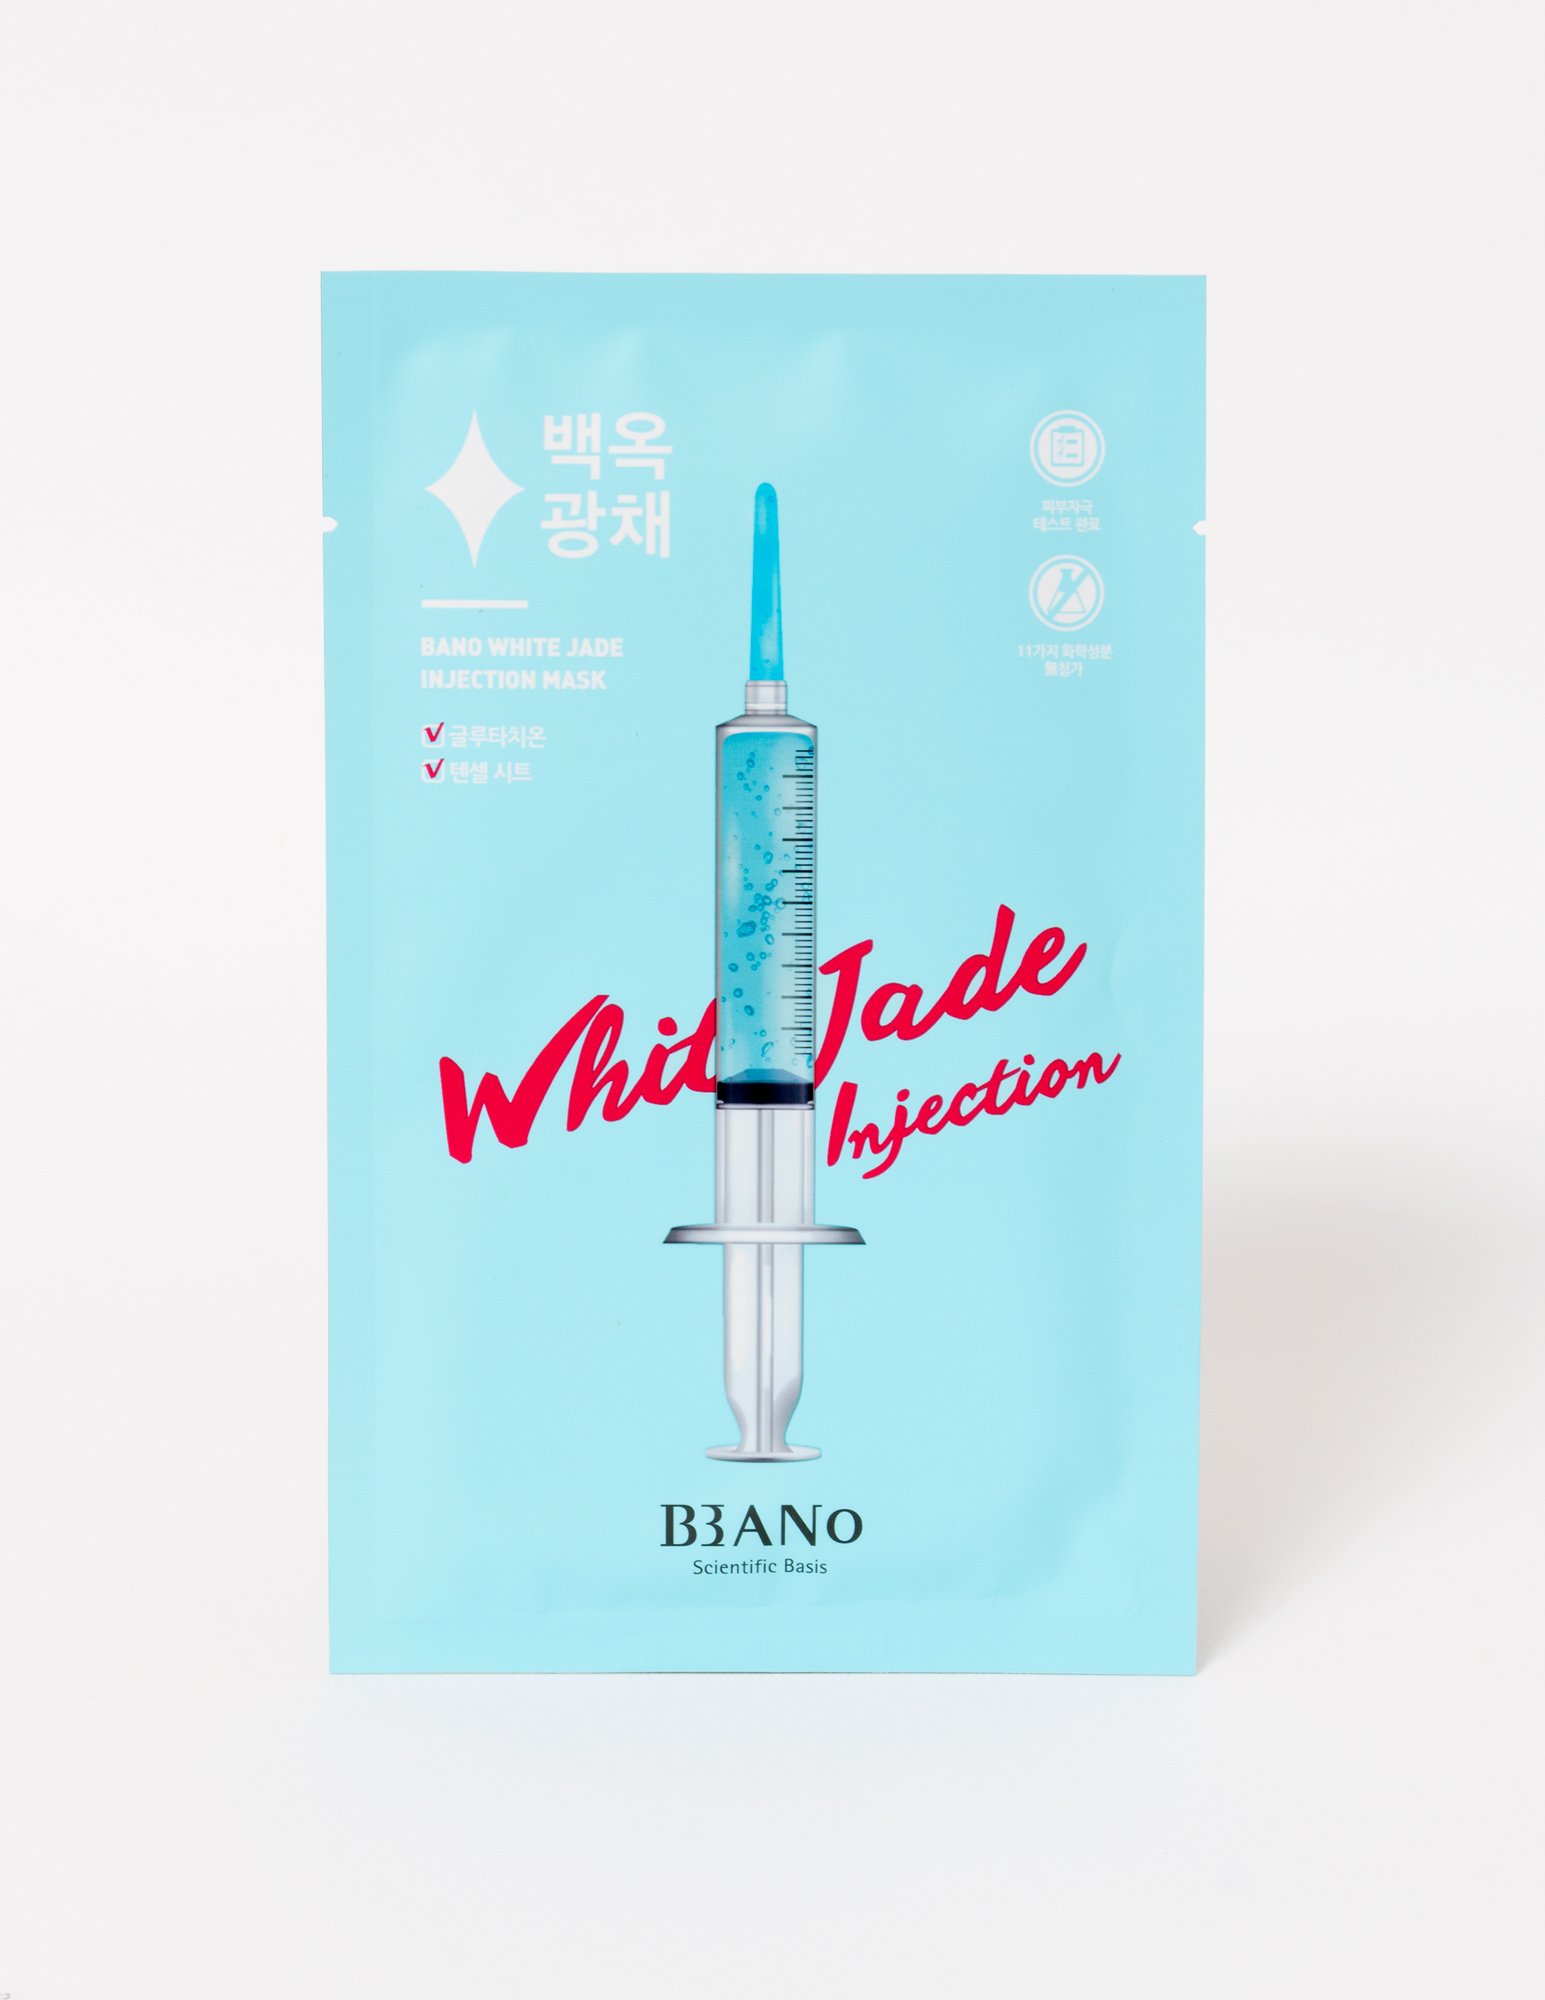 백옥
광채
BANO WHITE JADE
INJECTION MASK
글루타치온
텐셀 시트
피부자극
테스트 완료
11가지 화학성분
無첨가
White Jade
Injection
BANO
Scientific Basis